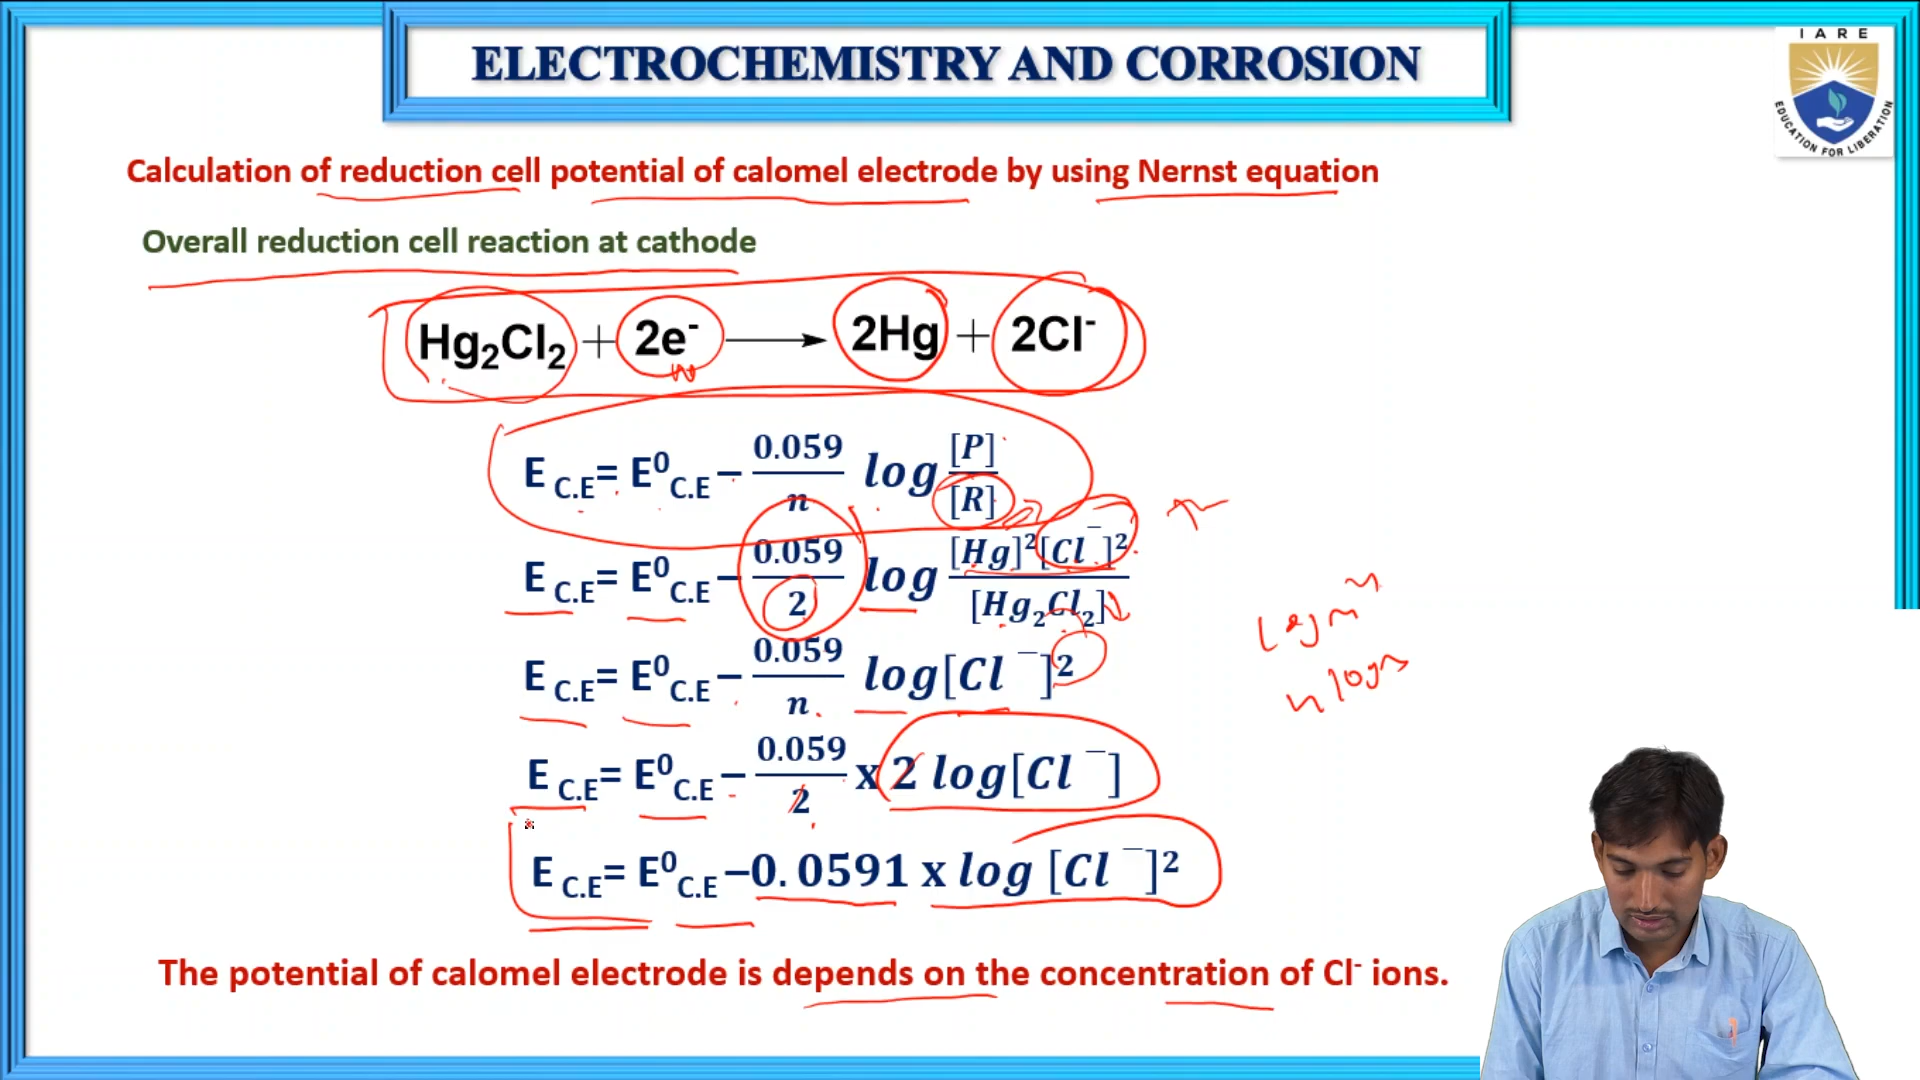 ELECTROCHEMISTRY AND CORROSION
I A R E
EDUCATION FOR LIBERATION
Calculation of reduction cell potential of calomel electrode by using Nernst equation
Overall reduction cell reaction at cathode
Hg₂Cl₂ + 2e⁻ ⟶ 2Hg + 2Cl⁻
E C.E = E⁰ C.E − 0.059/n log [P]/[R]
E C.E = E⁰ C.E − 0.059/2 log [Hg]²[Cl⁻]²/[Hg₂Cl₂]
E C.E = E⁰ C.E − 0.059/n log[Cl⁻]²
E C.E = E⁰ C.E − 0.059/2 x 2 log[Cl⁻]
E C.E = E⁰ C.E −0.0591 x log [Cl⁻]²
The potential of calomel electrode is depends on the concentration of Cl⁻ ions.